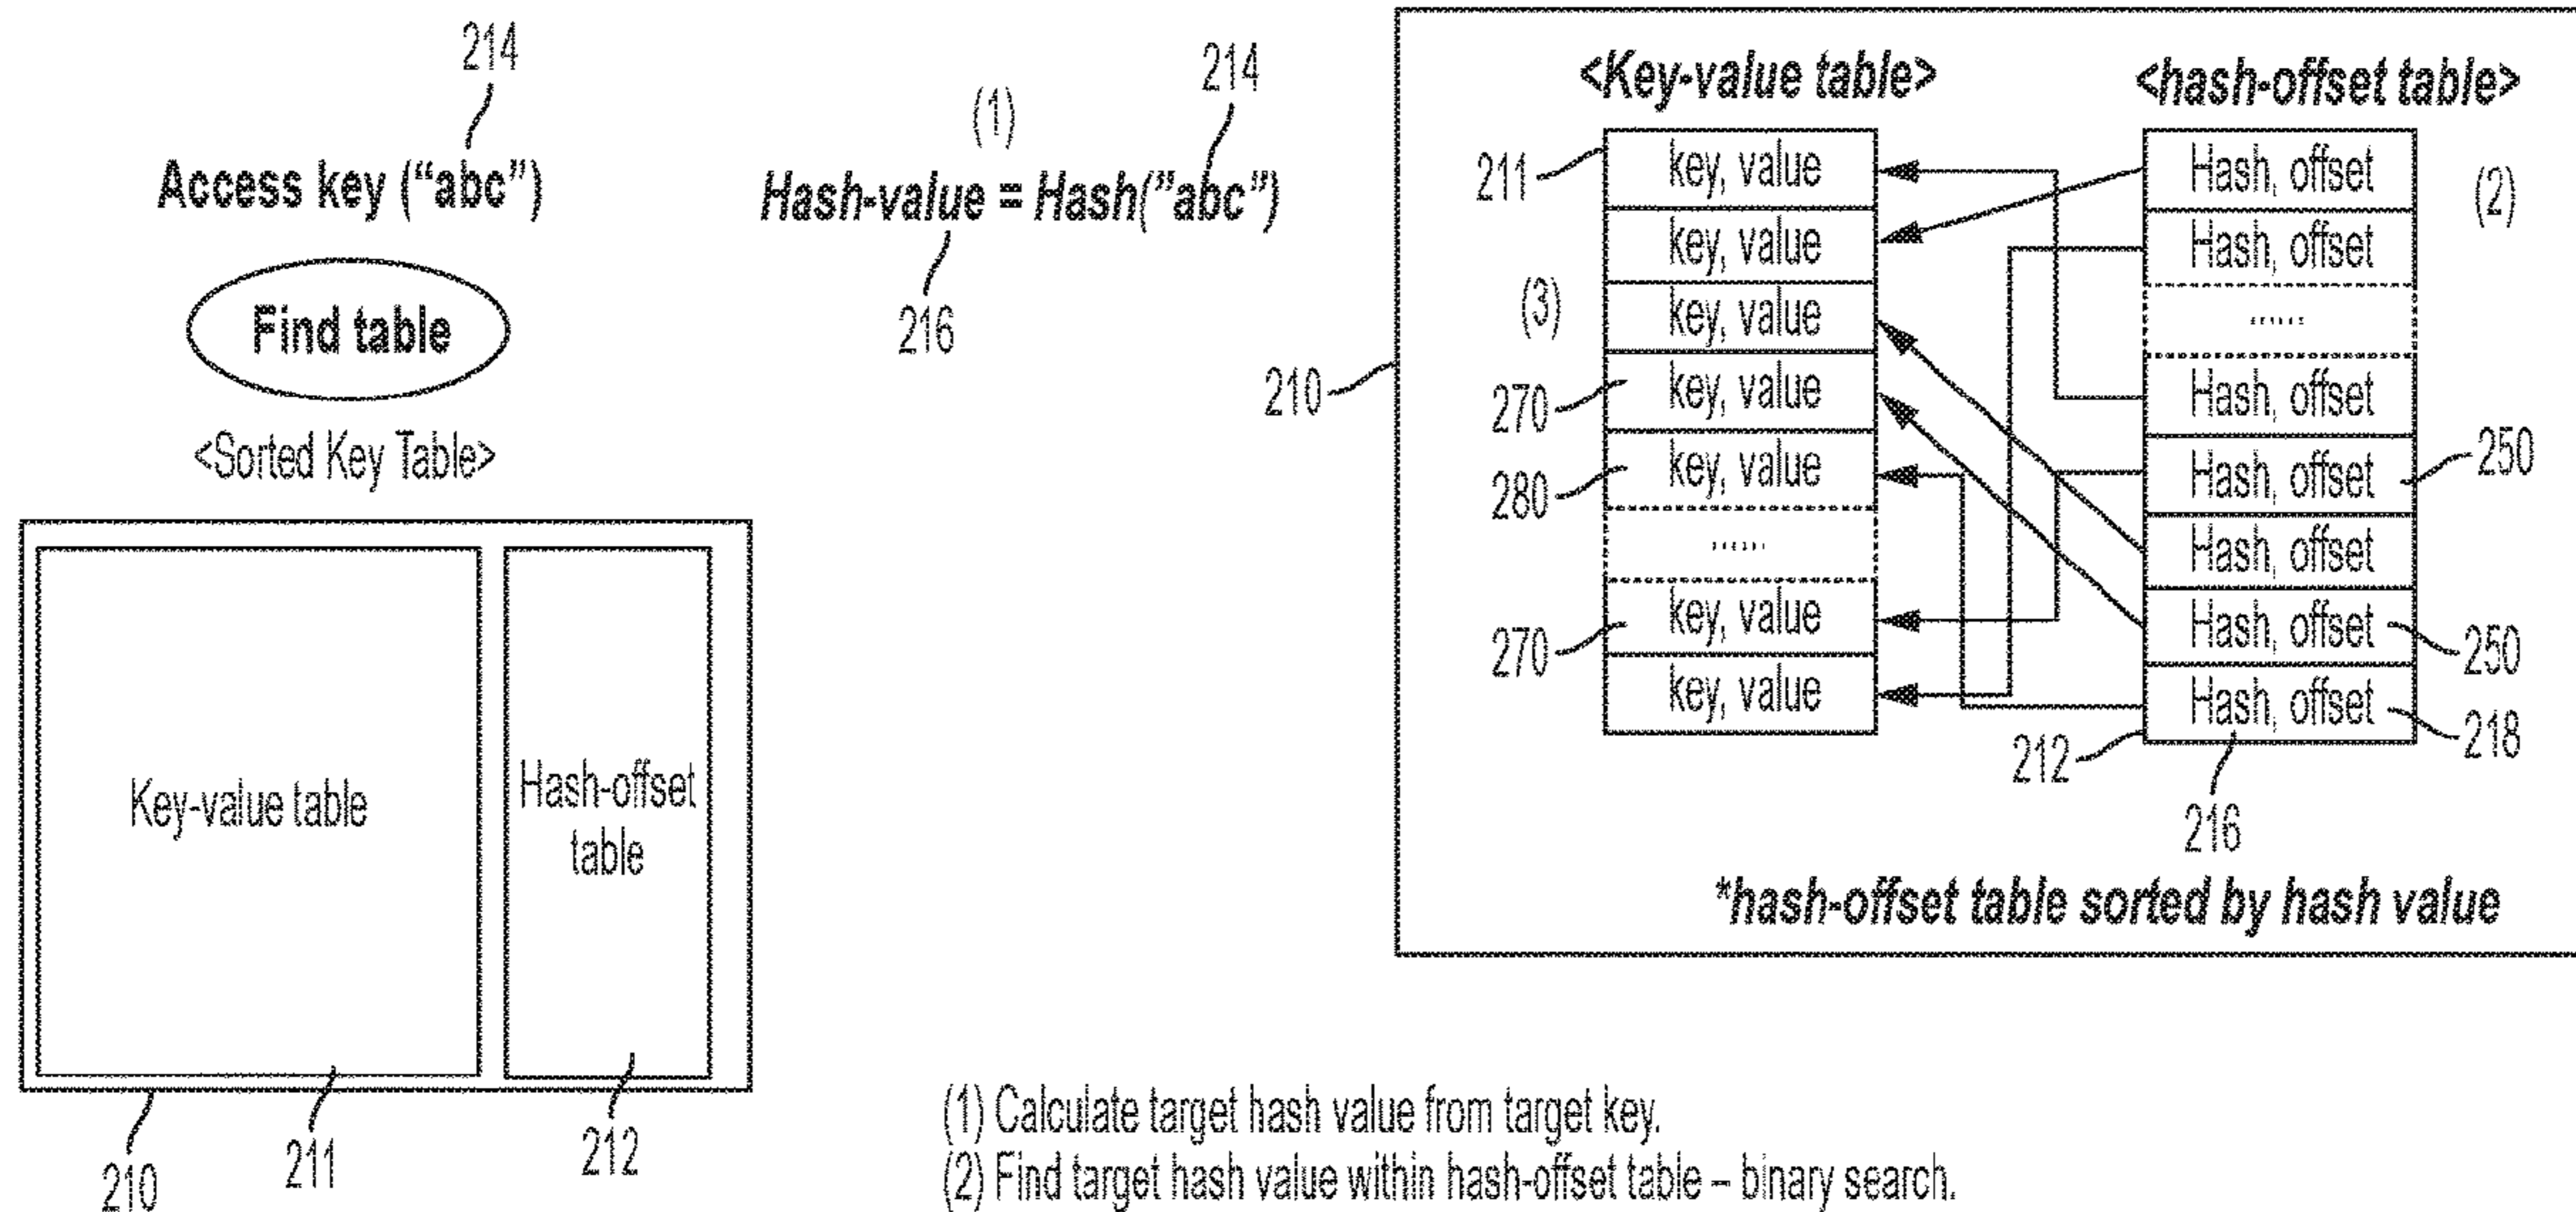 214
Access key ("abc")
Find table
<Sorted Key Table>
Key-value table
Hash-offset
table
210
211
212
(1)
214
Hash-value = Hash("abc")
216
210
<Key-value table>
211
key, value
key, value
(3)
key, value
270
key, value
280
key, value
......
270
key, value
key, value
<hash-offset table>
Hash, offset
(2)
Hash, offset
......
Hash, offset
Hash, offset
250
Hash, offset
Hash, offset
250
Hash, offset
218
212
216
*hash-offset table sorted by hash value
(1) Calculate target hash value from target key.
(2) Find target hash value within hash-offset table – binary search.